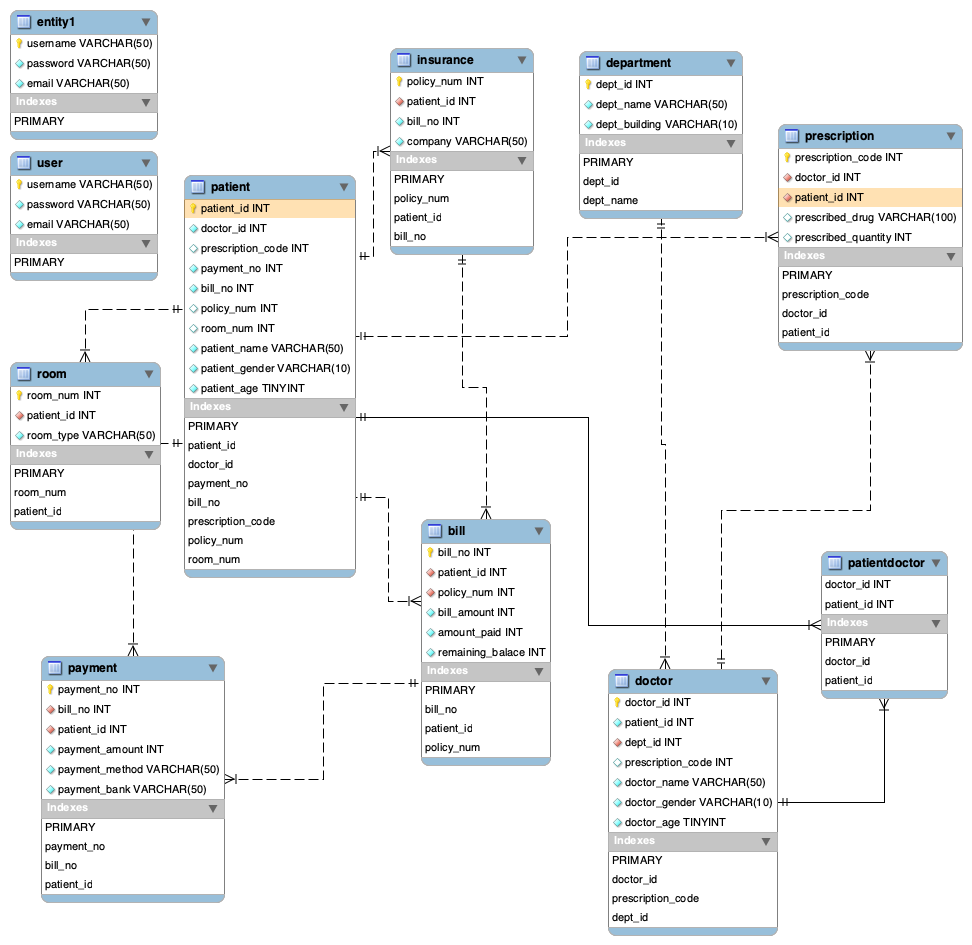 entity1
username VARCHAR(50)
password VARCHAR(50)
email VARCHAR(50)
Indexes
PRIMARY
user
username VARCHAR(50)
password VARCHAR(50)
email VARCHAR(50)
Indexes
PRIMARY
patient
patient_id INT
doctor_id INT
prescription_code INT
payment_no INT
bill_no INT
policy_num INT
room_num INT
patient_name VARCHAR(50)
patient_gender VARCHAR(10)
patient_age TINYINT
Indexes
PRIMARY
patient_id
doctor_id
payment_no
bill_no
prescription_code
policy_num
room_num
insurance
policy_num INT
patient_id INT
bill_no INT
company VARCHAR(50)
Indexes
PRIMARY
policy_num
patient_id
bill_no
department
dept_id INT
dept_name VARCHAR(50)
dept_building VARCHAR(10)
Indexes
PRIMARY
dept_id
dept_name
prescription
prescription_code INT
doctor_id INT
patient_id INT
prescribed_drug VARCHAR(100)
prescribed_quantity INT
Indexes
PRIMARY
prescription_code
doctor_id
patient_id
room
room_num INT
patient_id INT
room_type VARCHAR(50)
Indexes
PRIMARY
room_num
patient_id
bill
bill_no INT
patient_id INT
policy_num INT
bill_amount INT
amount_paid INT
remaining_balace INT
Indexes
PRIMARY
bill_no
patient_id
policy_num
patientdoctor
doctor_id INT
patient_id INT
Indexes
PRIMARY
doctor_id
patient_id
payment
payment_no INT
bill_no INT
patient_id INT
payment_amount INT
payment_method VARCHAR(50)
payment_bank VARCHAR(50)
Indexes
PRIMARY
payment_no
bill_no
patient_id
doctor
doctor_id INT
patient_id INT
dept_id INT
prescription_code INT
doctor_name VARCHAR(50)
doctor_gender VARCHAR(10)
doctor_age TINYINT
Indexes
PRIMARY
doctor_id
prescription_code
dept_id